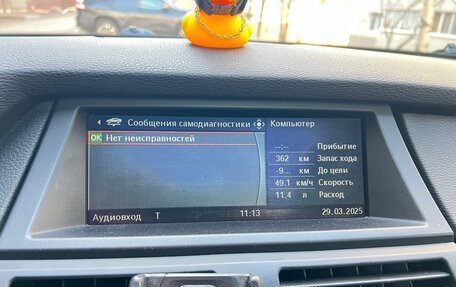 Сообщения самодиагностики
OK Нет неисправностей
Компьютер
--:-- Прибытие
362 км Запас хода
-9... км До цели
49.1 км/ч Скорость
11.4 л Расход
Аудиовход T 11:13 29.03.2025